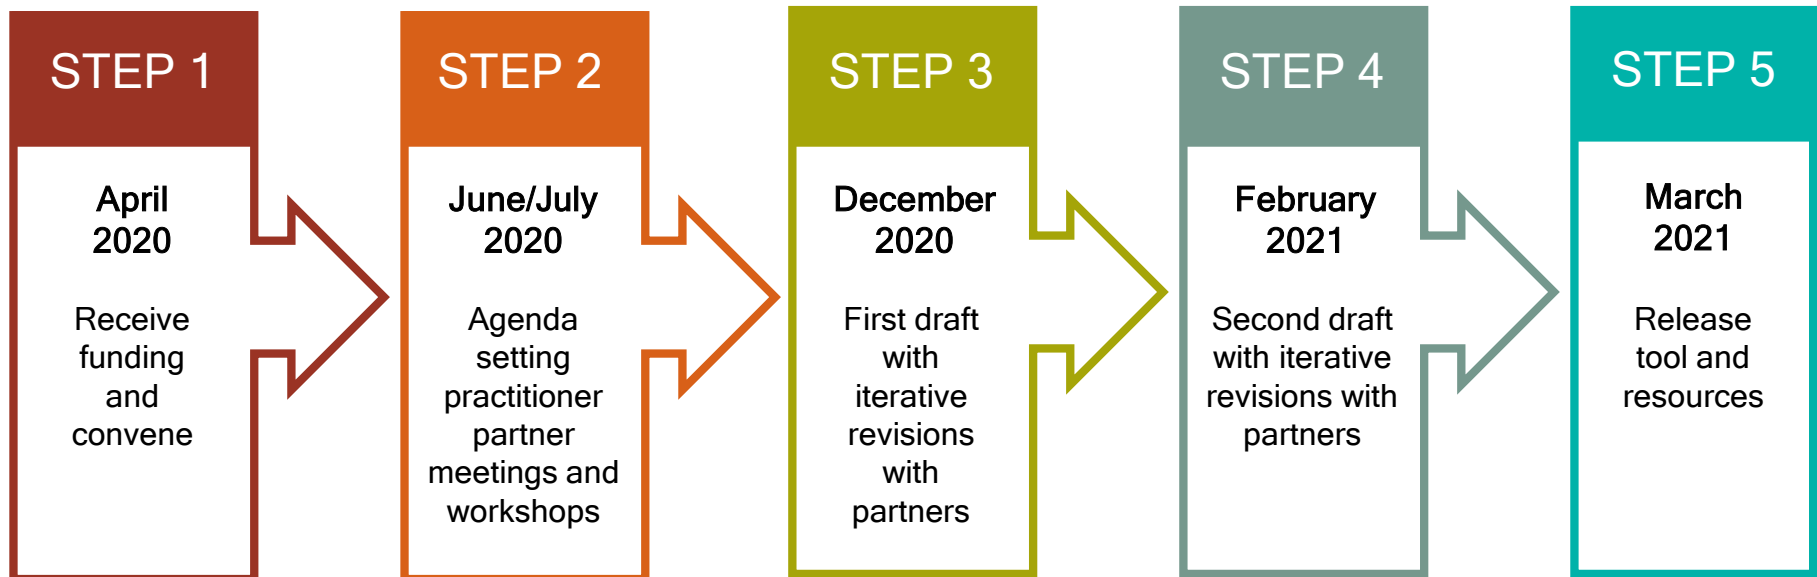 STEP 1
April
2020
Receive
funding
and
convene
STEP 2
June/July
2020
Agenda
setting
practitioner
partner
meetings and
workshops
STEP 3
December
2020
First draft
with
iterative
revisions
with
partners
STEP 4
February
2021
Second draft
with iterative
revisions with
partners
STEP 5
March
2021
Release
tool and
resources